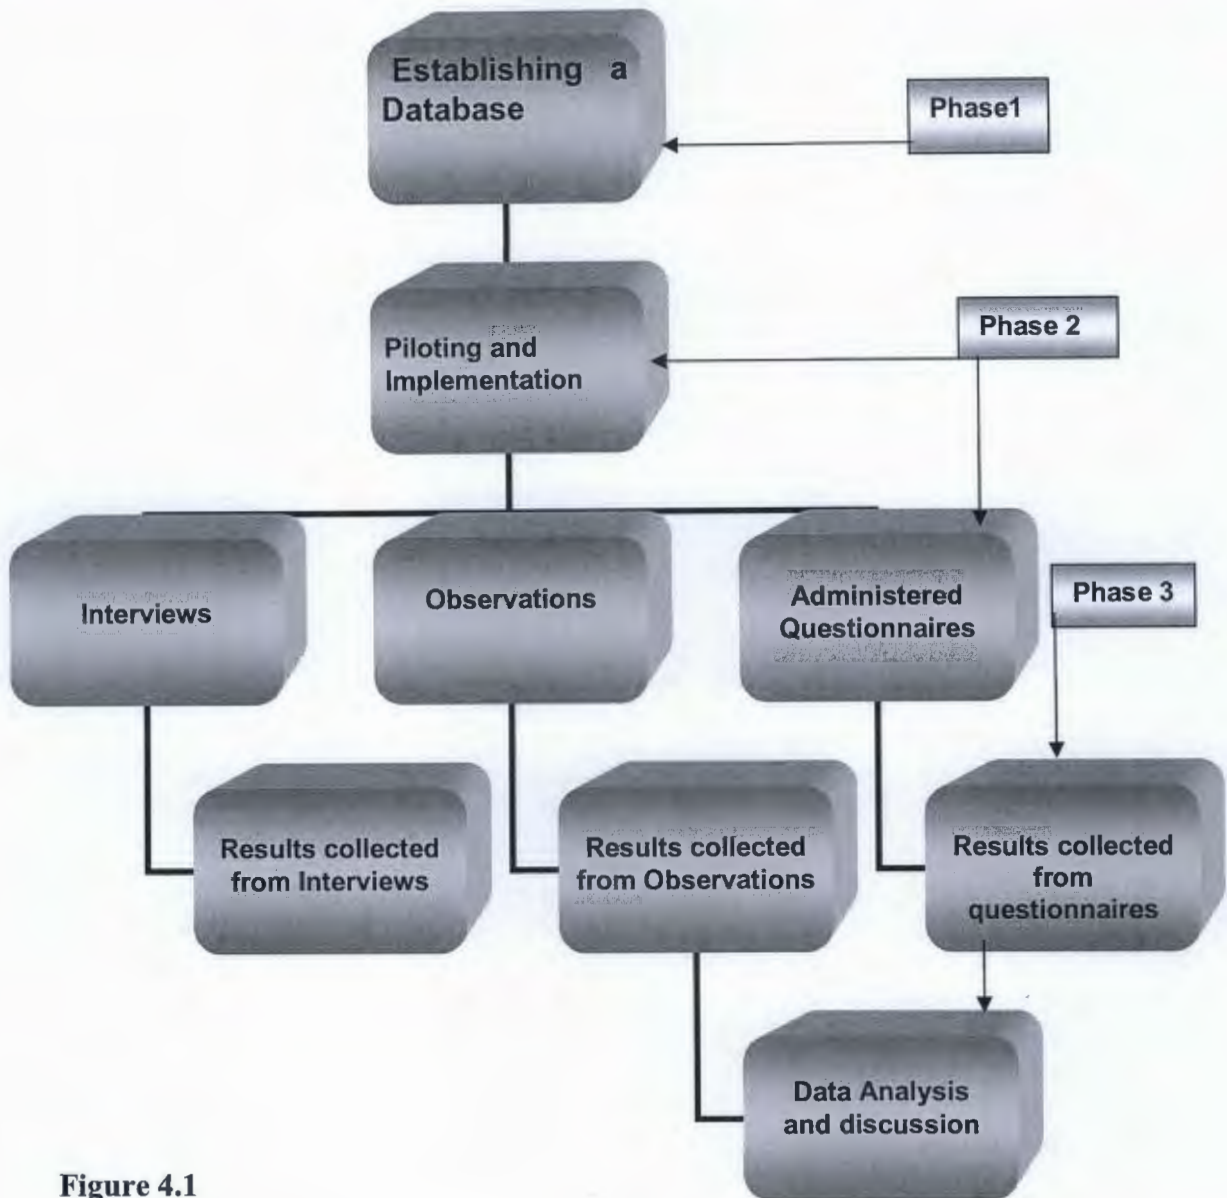 Establishing a
Database
Phase1
Piloting and
Implementation
Phase 2
Interviews
Observations
Administered
Questionnaires
Phase 3
Results collected
from Interviews
Results collected
from Observations
Results collected
from
questionnaires
Data Analysis
and discussion
Figure 4.1